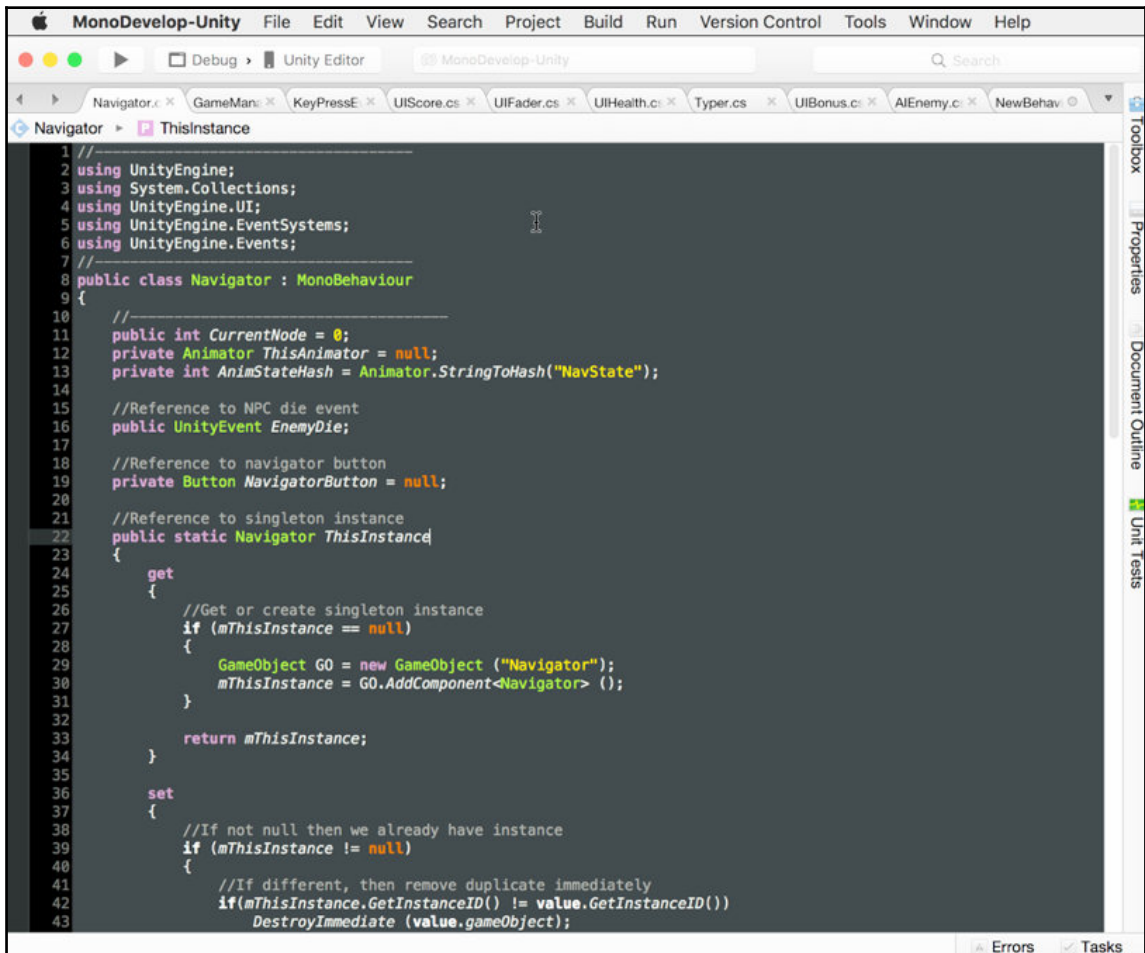 MonoDevelop-Unity File Edit View Search Project Build Run Version Control Tools Window Help
Debug › Unity Editor MonoDevelop-Unity Search
Navigator.c GameMana KeyPressE UIScore.cs UIFader.cs UIHealth.cs Typer.cs UIBonus.cs AIEnemy.c NewBehavi
Navigator ▸ ThisInstance
1 //------------------------------------
2 using UnityEngine;
3 using System.Collections;
4 using UnityEngine.UI;
5 using UnityEngine.EventSystems;
6 using UnityEngine.Events;
7 //------------------------------------
8 public class Navigator : MonoBehaviour
9 {
10 //------------------------------------
11 public int CurrentNode = 0;
12 private Animator ThisAnimator = null;
13 private int AnimStateHash = Animator.StringToHash("NavState");
14
15 //Reference to NPC die event
16 public UnityEvent EnemyDie;
17
18 //Reference to navigator button
19 private Button NavigatorButton = null;
20
21 //Reference to singleton instance
22 public static Navigator ThisInstance
23 {
24 get
25 {
26 //Get or create singleton instance
27 if (mThisInstance == null)
28 {
29 GameObject GO = new GameObject ("Navigator");
30 mThisInstance = GO.AddComponent<Navigator> ();
31 }
32
33 return mThisInstance;
34 }
35
36 set
37 {
38 //If not null then we already have instance
39 if (mThisInstance != null)
40 {
41 //If different, then remove duplicate immediately
42 if(mThisInstance.GetInstanceID() != value.GetInstanceID())
43 DestroyImmediate (value.gameObject);
Toolbox
Properties
Document Outline
Unit Tests
Errors Tasks